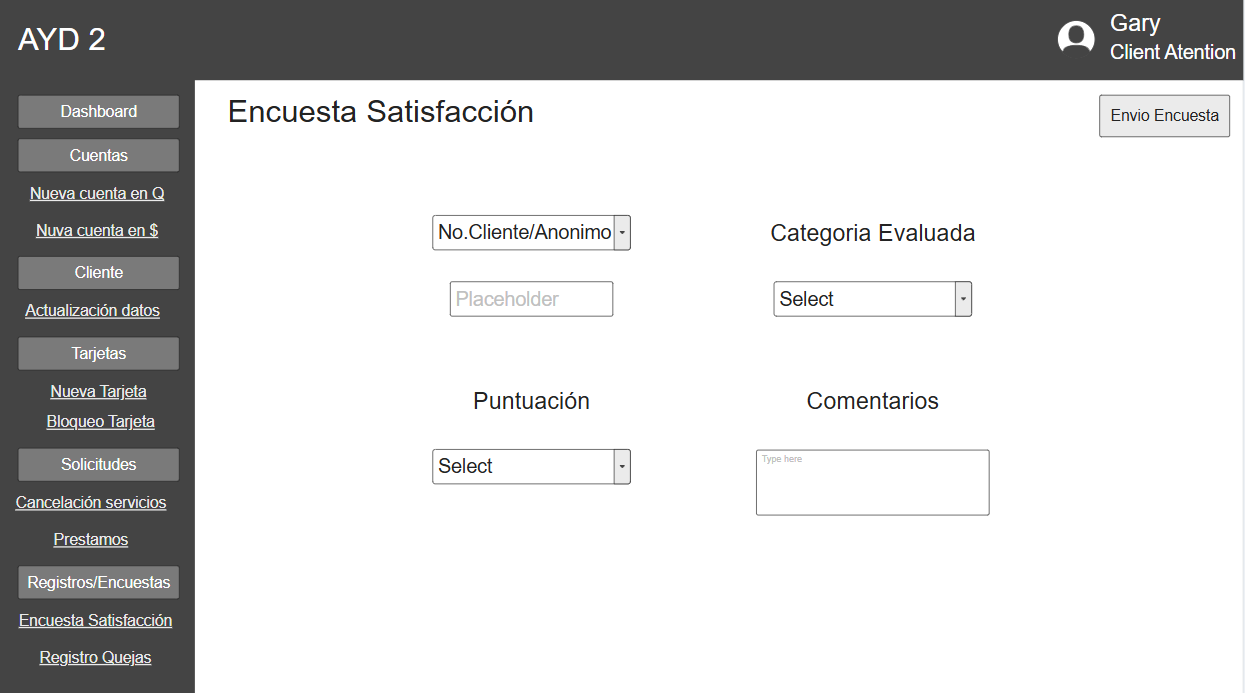 AYD 2
Gary
Client Atention
Dashboard
Cuentas
Nueva cuenta en Q
Nuva cuenta en $
Cliente
Actualización datos
Tarjetas
Nueva Tarjeta
Bloqueo Tarjeta
Solicitudes
Cancelación servicios
Prestamos
Registros/Encuestas
Encuesta Satisfacción
Registro Quejas
Encuesta Satisfacción
Envio Encuesta
No.Cliente/Anonimo
Categoria Evaluada
Placeholder
Select
Puntuación
Comentarios
Select
Type here